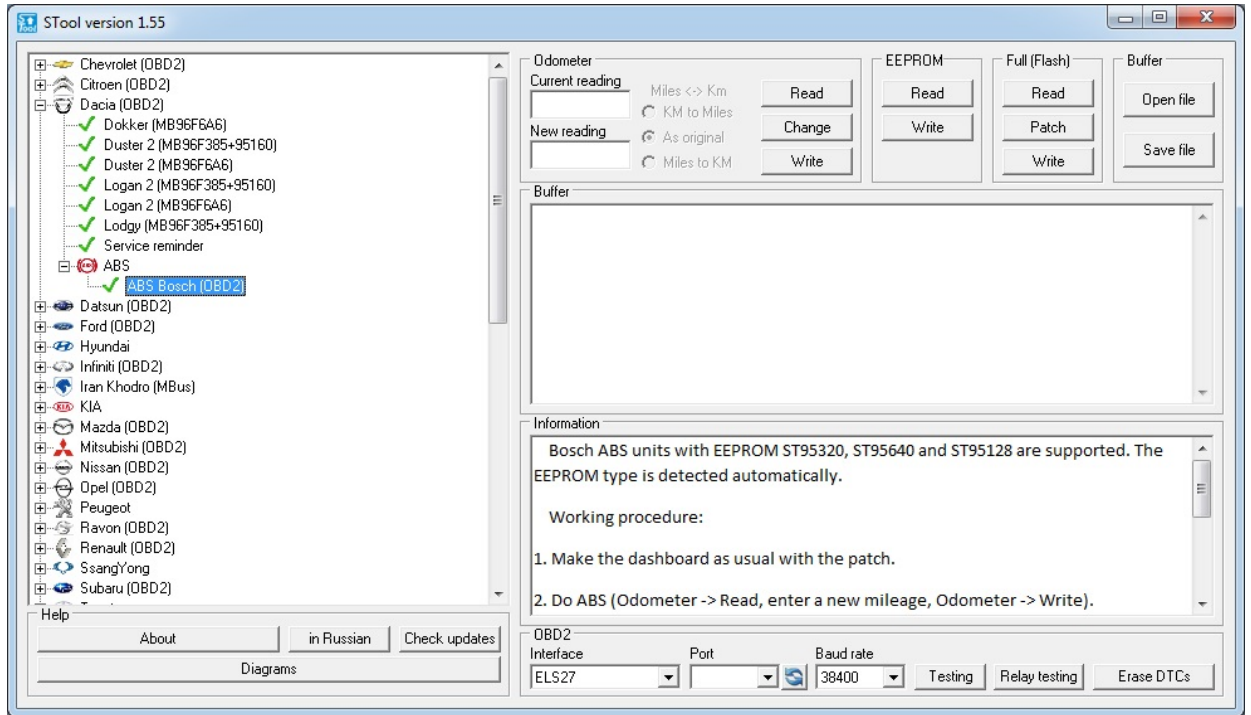 STool version 1.55
Chevrolet (OBD2)
Citroen (OBD2)
Dacia (OBD2)
Dokker (MB96F6A6)
Duster 2 (MB96F385+95160)
Duster 2 (MB96F6A6)
Logan 2 (MB96F385+95160)
Logan 2 (MB96F6A6)
Lodgy (MB96F385+95160)
Service reminder
ABS
ABS Bosch (OBD2)
Datsun (OBD2)
Ford (OBD2)
Hyundai
Infiniti (OBD2)
Iran Khodro (MBus)
KIA
Mazda (OBD2)
Mitsubishi (OBD2)
Nissan (OBD2)
Opel (OBD2)
Peugeot
Ravon (OBD2)
Renault (OBD2)
SsangYong
Subaru (OBD2)
Help
About
in Russian
Check updates
Diagrams
Odometer
Current reading
New reading
Miles <-> Km
KM to Miles
As original
Miles to KM
Read
Change
Write
EEPROM
Read
Write
Full (Flash)
Read
Patch
Write
Buffer
Open file
Save file
Buffer
Information
Bosch ABS units with EEPROM ST95320, ST95640 and ST95128 are supported. The
EEPROM type is detected automatically.
Working procedure:
1. Make the dashboard as usual with the patch.
2. Do ABS (Odometer -> Read, enter a new mileage, Odometer -> Write).
OBD2
Interface
ELS27
Port
Baud rate
38400
Testing
Relay testing
Erase DTCs